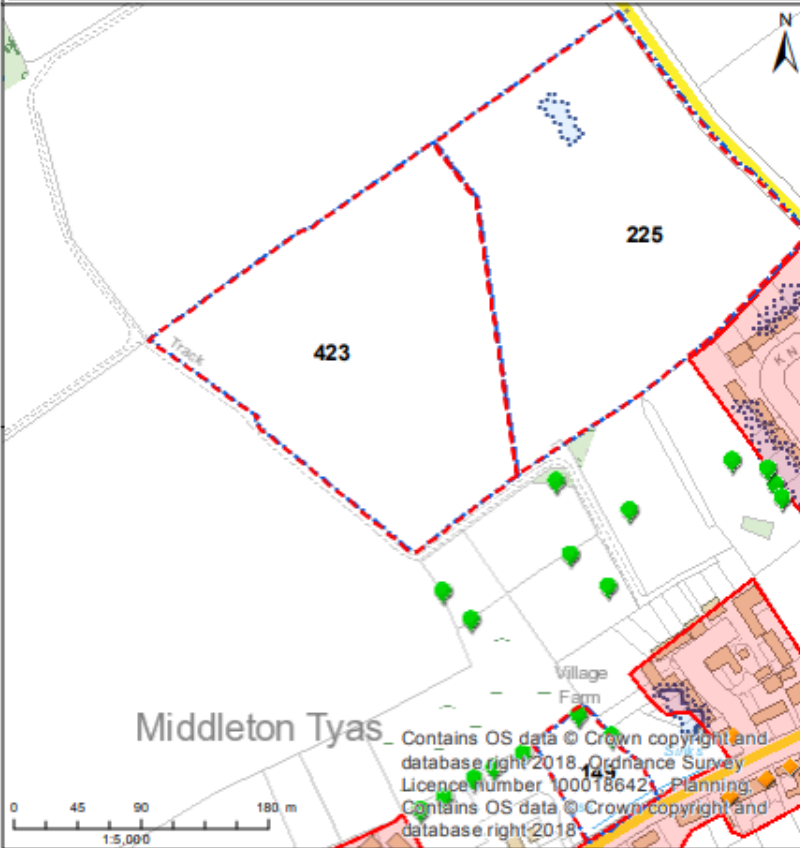 N
225
423
Track
KN
Village
Farm
Middleton Tyas
Contains OS data © Crown copyright and
database right 2018. Ordnance Survey
149
Licence number 100018642. Planning,
Contains OS data © Crown copyright and
database right 2018
0 45 90 180 m
1:5,000